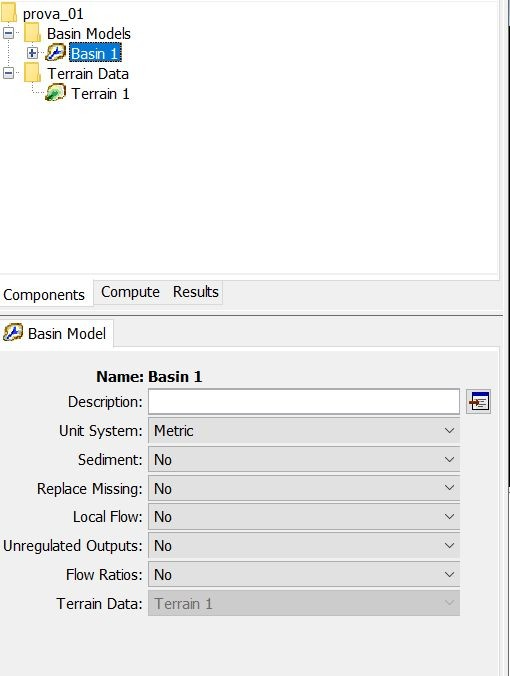 prova_01
Basin Models
Basin 1
Terrain Data
Terrain 1
Components Compute Results
Basin Model
Name: Basin 1
Description:
Unit System: Metric
Sediment: No
Replace Missing: No
Local Flow: No
Unregulated Outputs: No
Flow Ratios: No
Terrain Data: Terrain 1